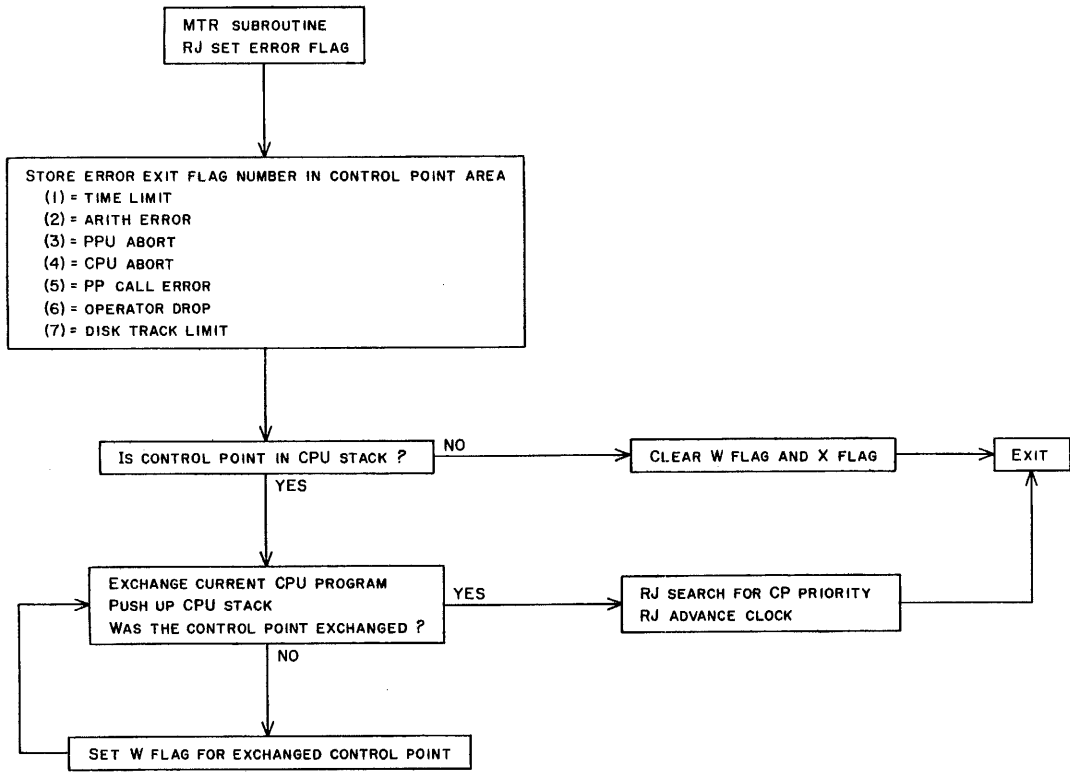 MTR SUBROUTINE
RJ SET ERROR FLAG
STORE ERROR EXIT FLAG NUMBER IN CONTROL POINT AREA
(1) = TIME LIMIT
(2) = ARITH ERROR
(3) = PPU ABORT
(4) = CPU ABORT
(5) = PP CALL ERROR
(6) = OPERATOR DROP
(7) = DISK TRACK LIMIT
IS CONTROL POINT IN CPU STACK ?
NO
CLEAR W FLAG AND X FLAG
EXIT
YES
EXCHANGE CURRENT CPU PROGRAM
PUSH UP CPU STACK
WAS THE CONTROL POINT EXCHANGED ?
YES
RJ SEARCH FOR CP PRIORITY
RJ ADVANCE CLOCK
NO
SET W FLAG FOR EXCHANGED CONTROL POINT